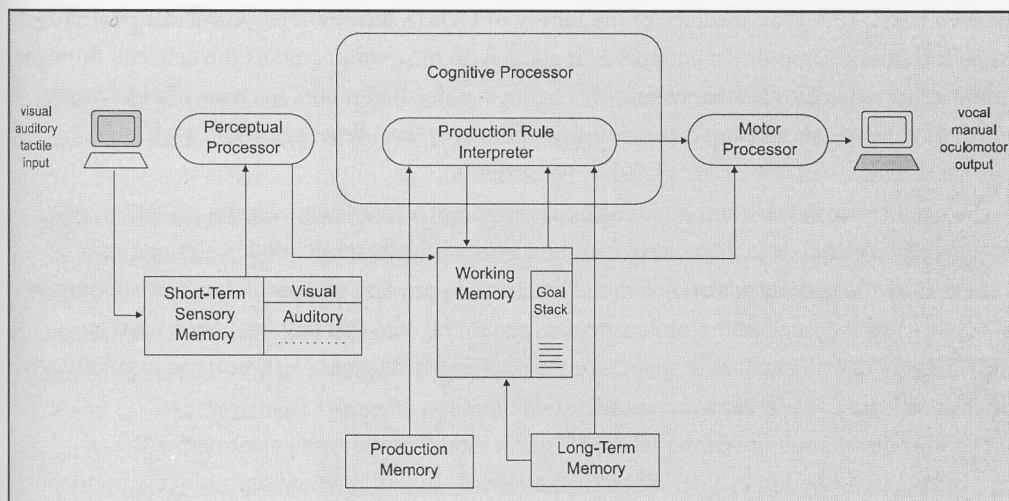 Cognitive Processor
visual
auditory
tactile
input
Perceptual
Processor
Production Rule
Interpreter
Motor
Processor
vocal
manual
oculomotor
output
Short-Term
Sensory
Memory
Visual
Auditory
..........
Working
Memory
Goal
Stack
Production
Memory
Long-Term
Memory